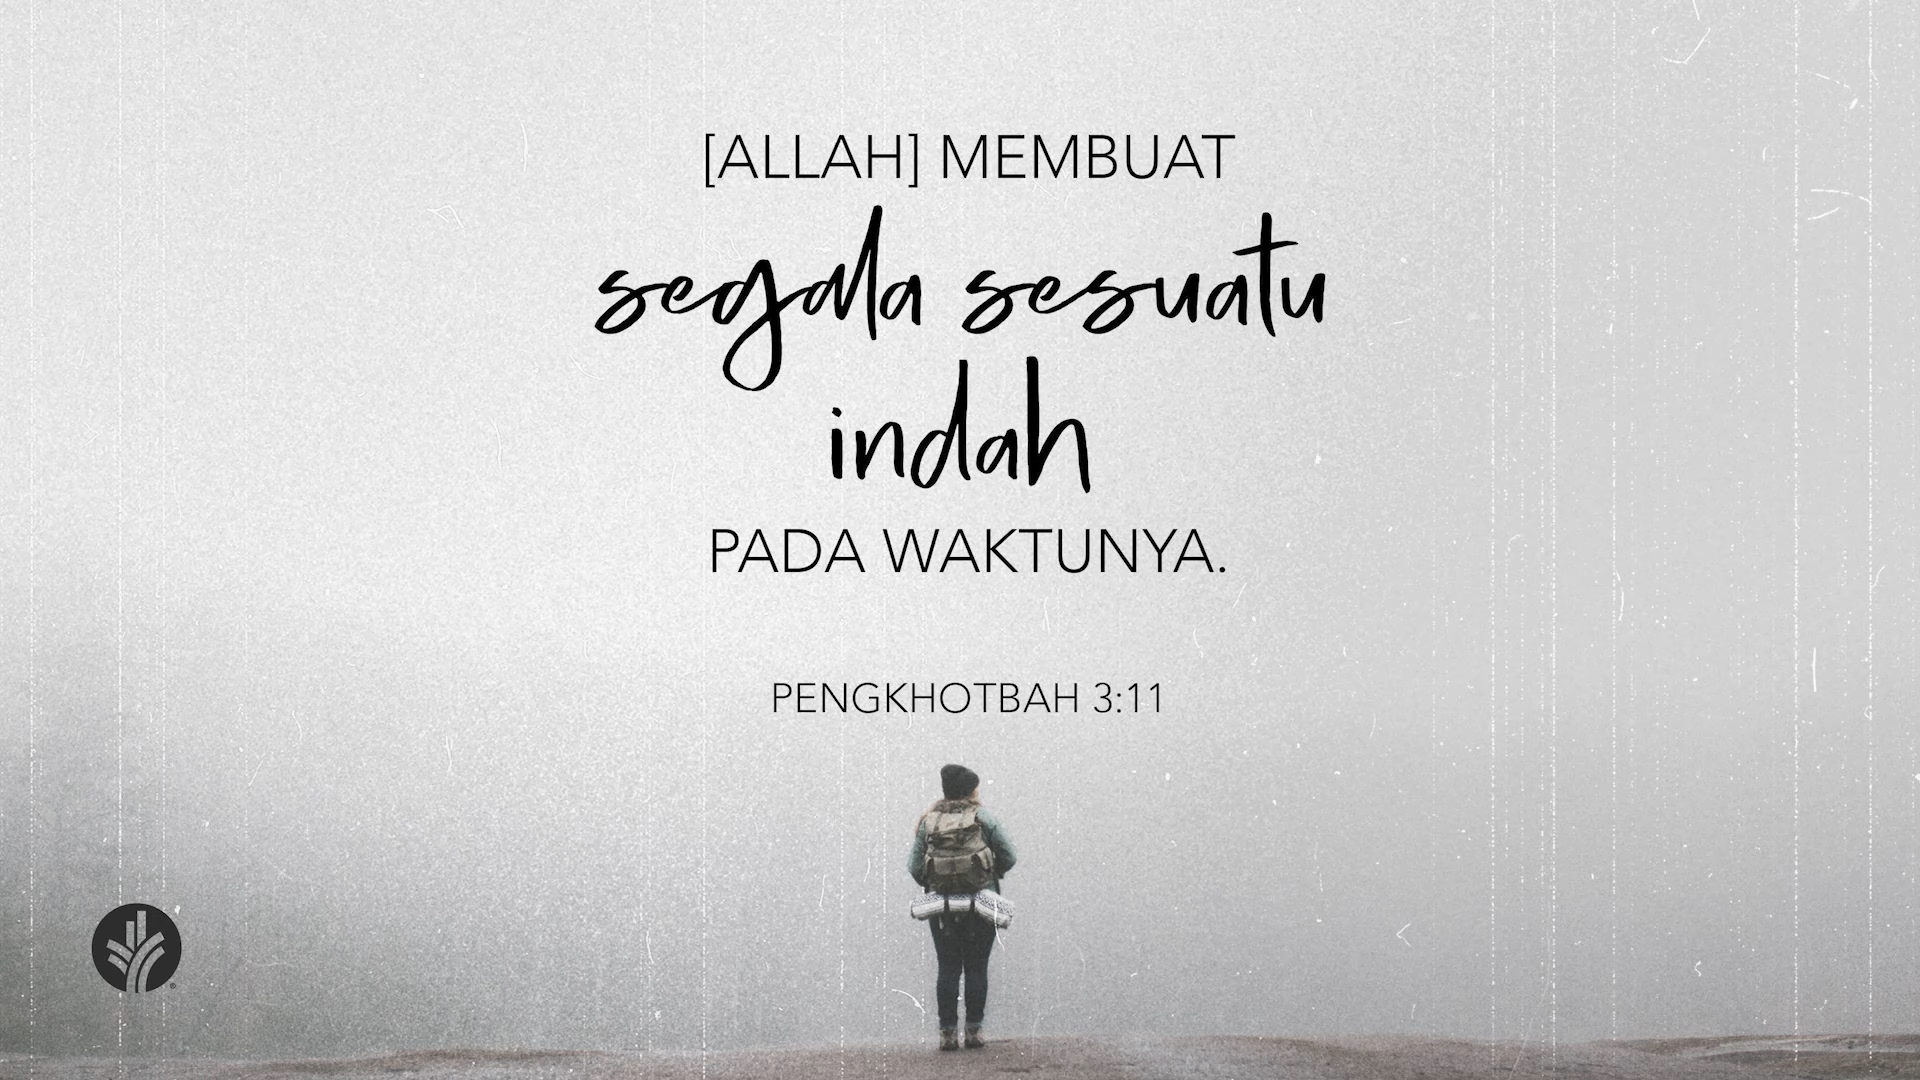 [ALLAH] MEMBUAT
segala sesuatu
indah
PADA WAKTUNYA.
PENGKHOTBAH 3:11
®